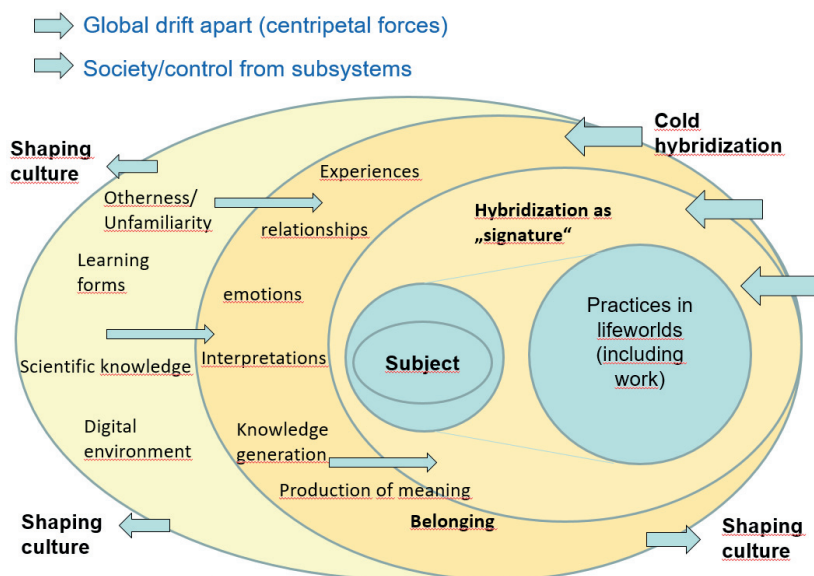 Global drift apart (centripetal forces)
Society/control from subsystems
Cold
hybridization
Shaping
culture
Experiences
Otherness/
Unfamiliarity
Hybridization as
„signature“
relationships
Learning
forms
emotions
Practices in
lifeworlds
(including
work)
Interpretations
Subject
Scientific knowledge
Digital
environment
Knowledge
generation
Production of meaning
Belonging
Shaping
culture
Shaping
culture